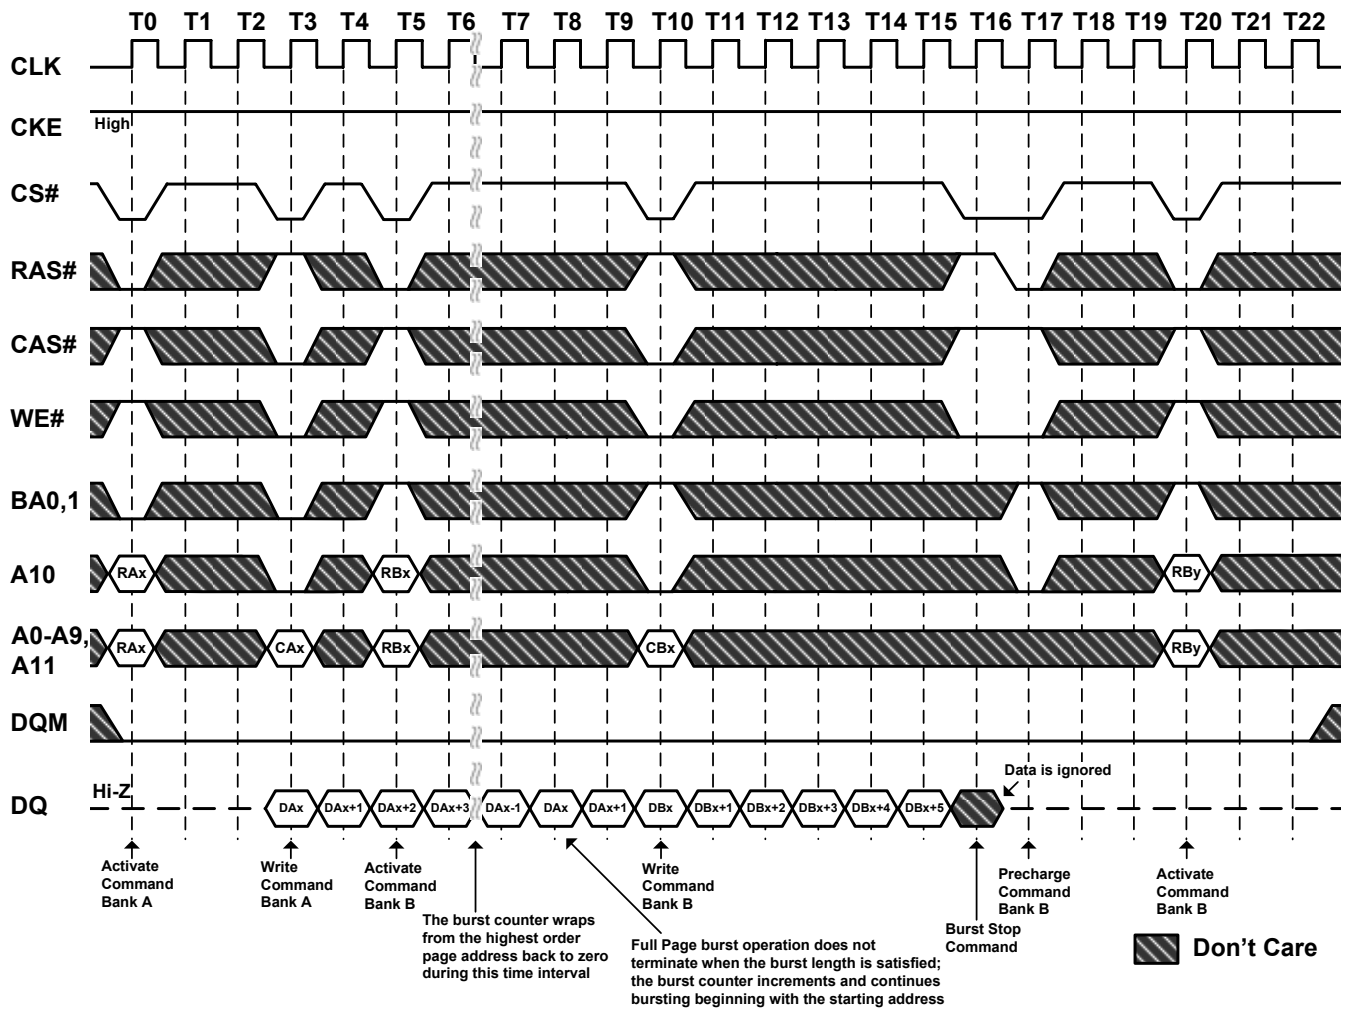 T0 T1 T2 T3 T4 T5 T6 T7 T8 T9 T10 T11 T12 T13 T14 T15 T16 T17 T18 T19 T20 T21 T22
CLK
CKE
High
CS#
RAS#
CAS#
WE#
BA0,1
A10
RAx RBx RBy
A0-A9,
A11
RAx CAx RBx CBx RBy
DQM
DQ
Hi-Z
DAx DAx+1 DAx+2 DAx+3 DAx-1 DAx DAx+1 DBx DBx+1 DBx+2 DBx+3 DBx+4 DBx+5
Data is ignored
Activate
Command
Bank A
Write
Command
Bank A
Activate
Command
Bank B
The burst counter wraps
from the highest order
page address back to zero
during this time interval
Write
Command
Bank B
Full Page burst operation does not
terminate when the burst length is satisfied;
the burst counter increments and continues
bursting beginning with the starting address
Burst Stop
Command
Precharge
Command
Bank B
Activate
Command
Bank B
Don't Care